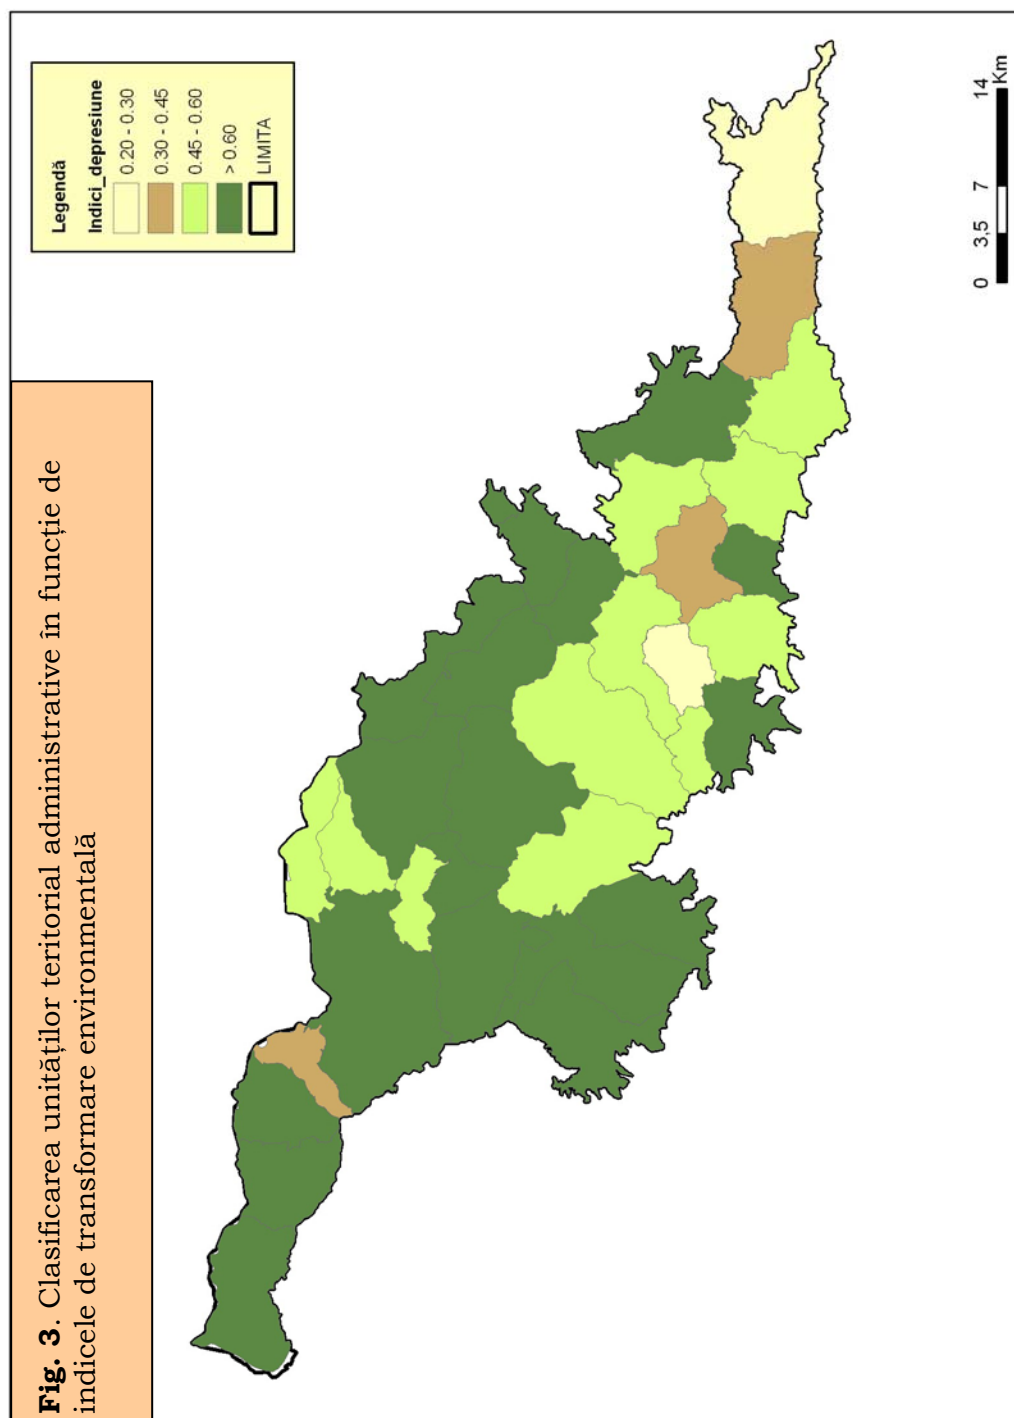 Fig. 3. Clasificarea unităților teritorial administrative în funcție de
indicele de transformare environmentală
Legendă
Indici_depresiune
0.20 - 0.30
0.30 - 0.45
0.45 - 0.60
> 0.60
LIMITA
0 3,5 7 14
Km